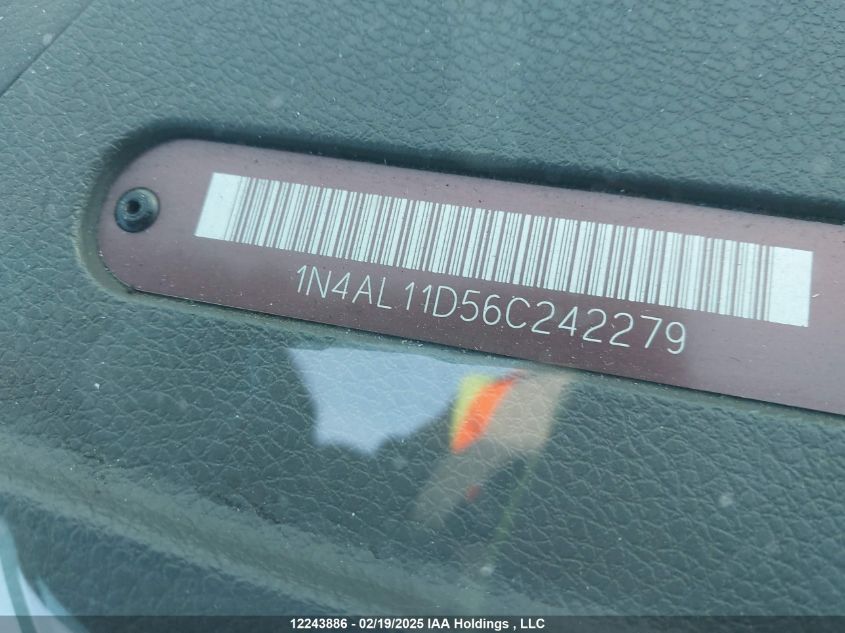 1N4AL11D56C242279
12243886 - 02/19/2025 IAA Holdings , LLC